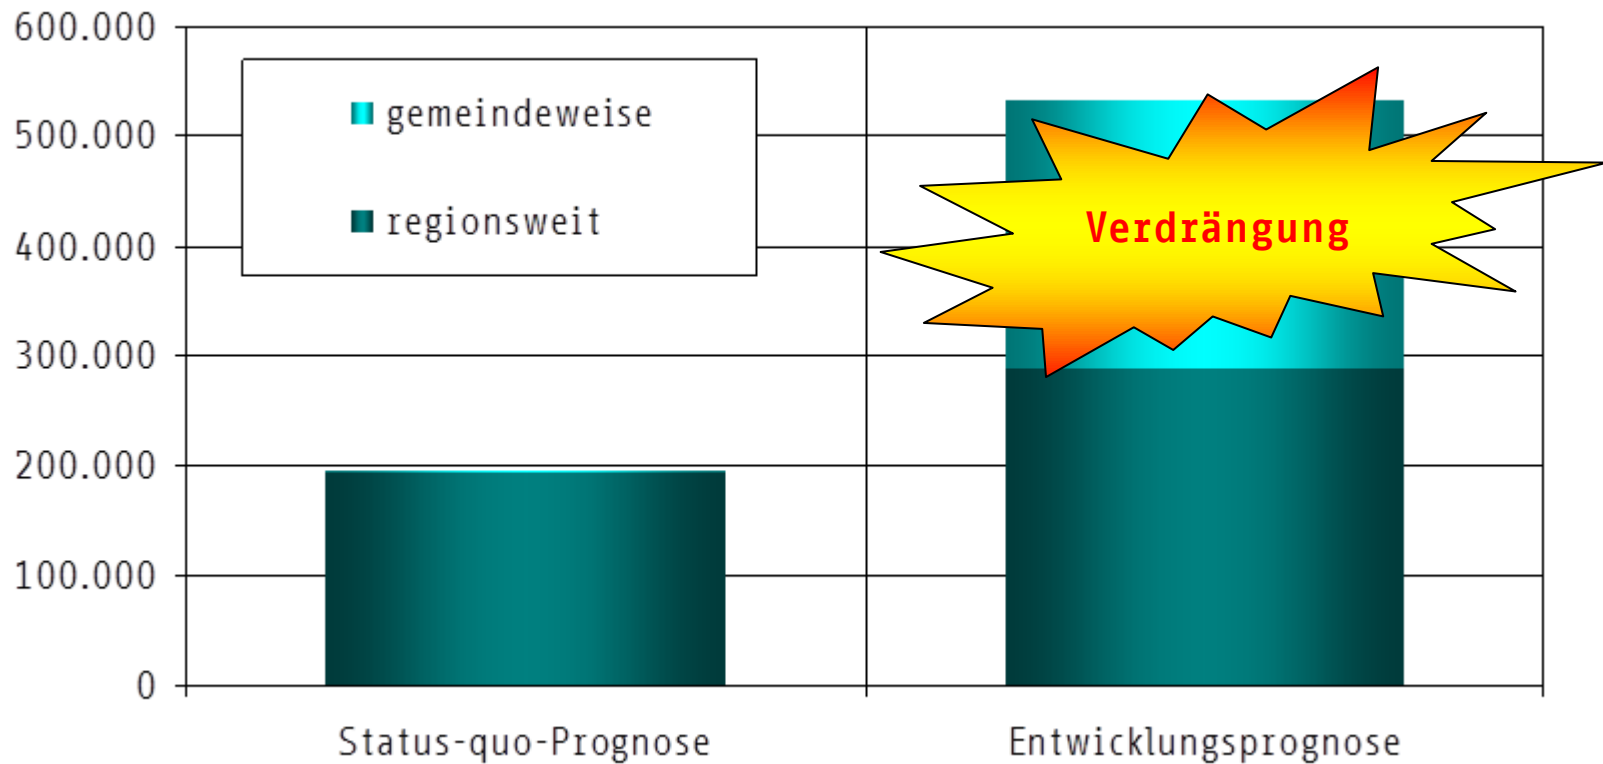 600.000
500.000
400.000
300.000
200.000
100.000
0
gemeindeweise
regionsweit
Verdrängung
Status-quo-Prognose
Entwicklungsprognose